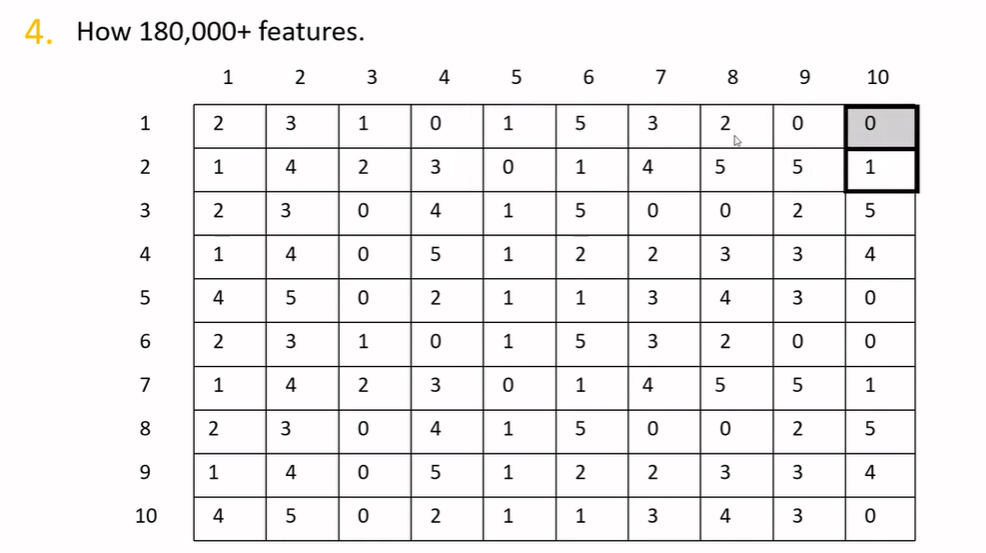 4. How 180,000+ features.
1 2 3 4 5 6 7 8 9 10
1 2 3 1 0 1 5 3 2 0 0
2 1 4 2 3 0 1 4 5 5 1
3 2 3 0 4 1 5 0 0 2 5
4 1 4 0 5 1 2 2 3 3 4
5 4 5 0 2 1 1 3 4 3 0
6 2 3 1 0 1 5 3 2 0 0
7 1 4 2 3 0 1 4 5 5 1
8 2 3 0 4 1 5 0 0 2 5
9 1 4 0 5 1 2 2 3 3 4
10 4 5 0 2 1 1 3 4 3 0